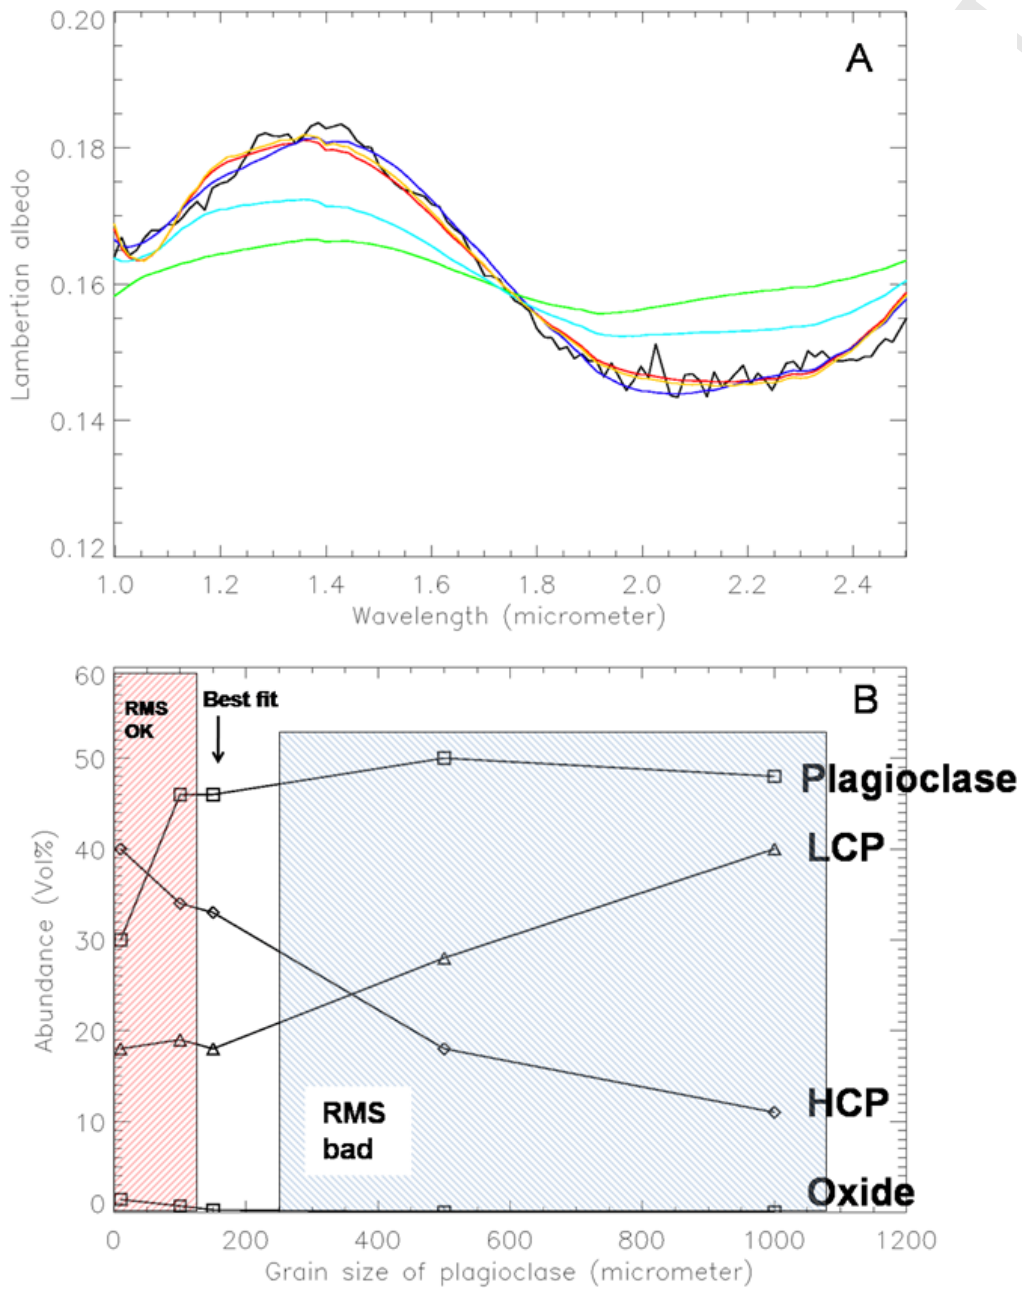 0.20
A
0.18
0.16
0.14
0.12
Lambertian albedo
1.0 1.2 1.4 1.6 1.8 2.0 2.2 2.4
Wavelength (micrometer)
60
RMS
OK
Best fit
B
50
Plagioclase
40
LCP
30
20
10
RMS
bad
HCP
0
Oxide
Abundance (Vol%)
0 200 400 600 800 1000 1200
Grain size of plagioclase (micrometer)